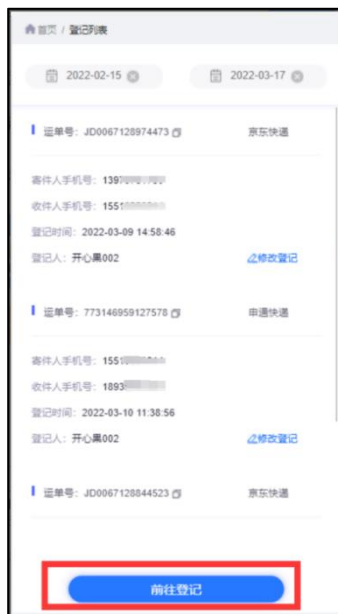 首页 / 登记列表
2022-02-15 2022-03-17
运单号：JD0067128974473 京东快递
寄件人手机号：139
收件人手机号：1551
登记时间：2022-03-09 14:58:46
登记人：开心果002 修改登记
运单号：773146959127578 申通快递
寄件人手机号：1551
收件人手机号：1893
登记时间：2022-03-10 11:38:56
登记人：开心果002 修改登记
运单号：JD0067128844523 京东快递
前往登记